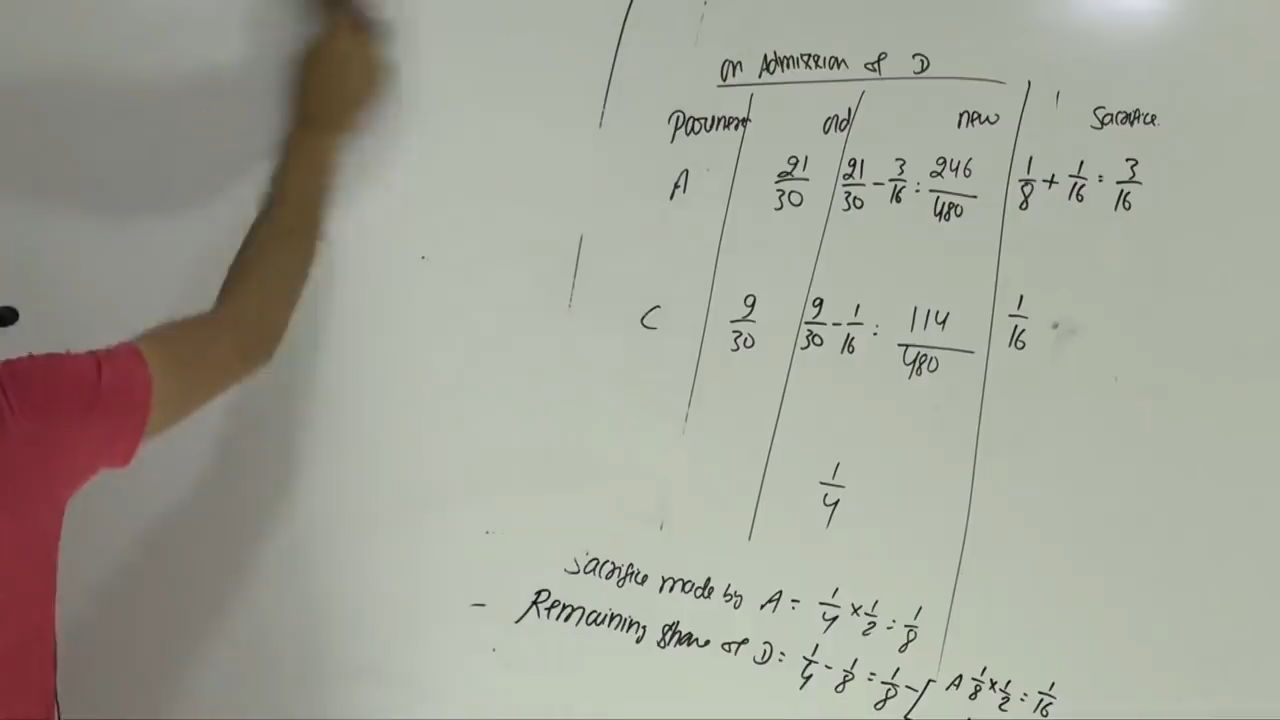 on Admission of D
Partners old new Sacrifice.
A 21/30 21/30 - 3/16 : 246/480 1/8 + 1/16 = 3/16
C 9/30 9/30 - 1/16 : 114/480 1/16
1/4
Sacrifice made by A = 1/4 × 1/2 = 1/8
- Remaining share of D = 1/4 - 1/8 = 1/8 - [ A 1/8 × 1/2 = 1/16